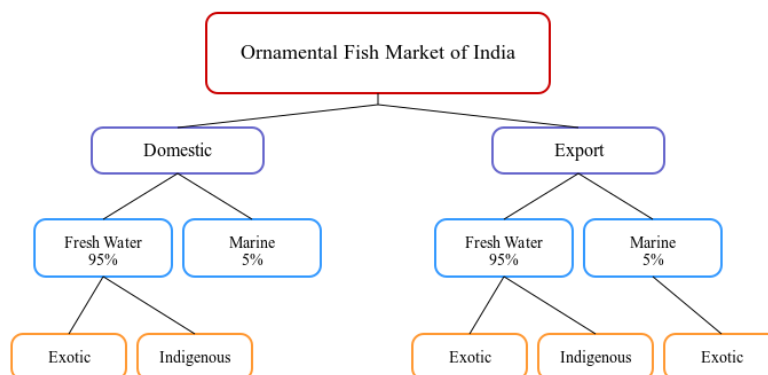 Ornamental Fish Market of India
Domestic
Export
Fresh Water
95%
Marine
5%
Fresh Water
95%
Marine
5%
Exotic
Indigenous
Exotic
Indigenous
Exotic